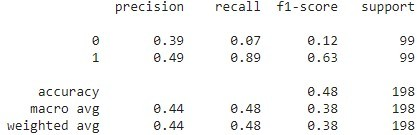 precision recall f1-score support
0 0.39 0.07 0.12 99
1 0.49 0.89 0.63 99
accuracy 0.48 198
macro avg 0.44 0.48 0.38 198
weighted avg 0.44 0.48 0.38 198